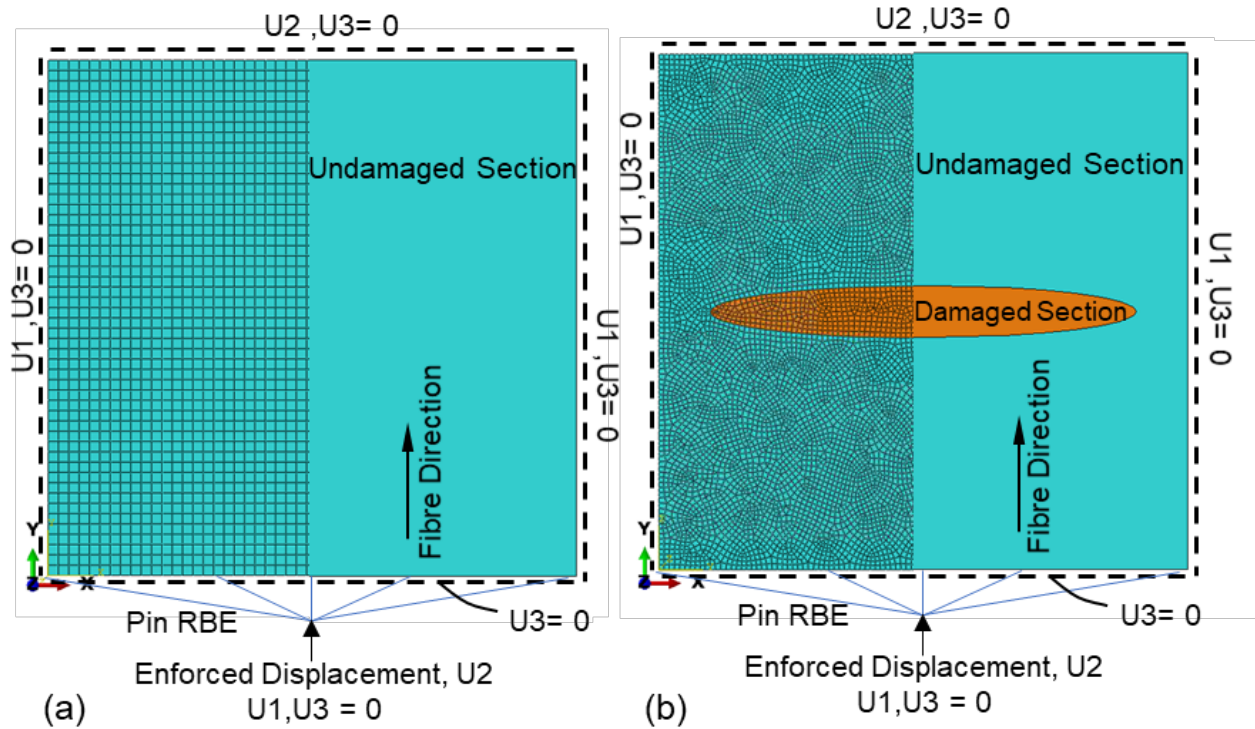 U2 ,U3= 0
U1 ,U3= 0
Undamaged Section
U1 , U3= 0
Fibre Direction
Y
X
Pin RBE
U3= 0
Enforced Displacement, U2
U1,U3 = 0
(a)
U2 ,U3= 0
U1 ,U3= 0
Undamaged Section
U1 ,U3= 0
Damaged Section
Fibre Direction
Y
X
Pin RBE
U3= 0
Enforced Displacement, U2
U1,U3 = 0
(b)